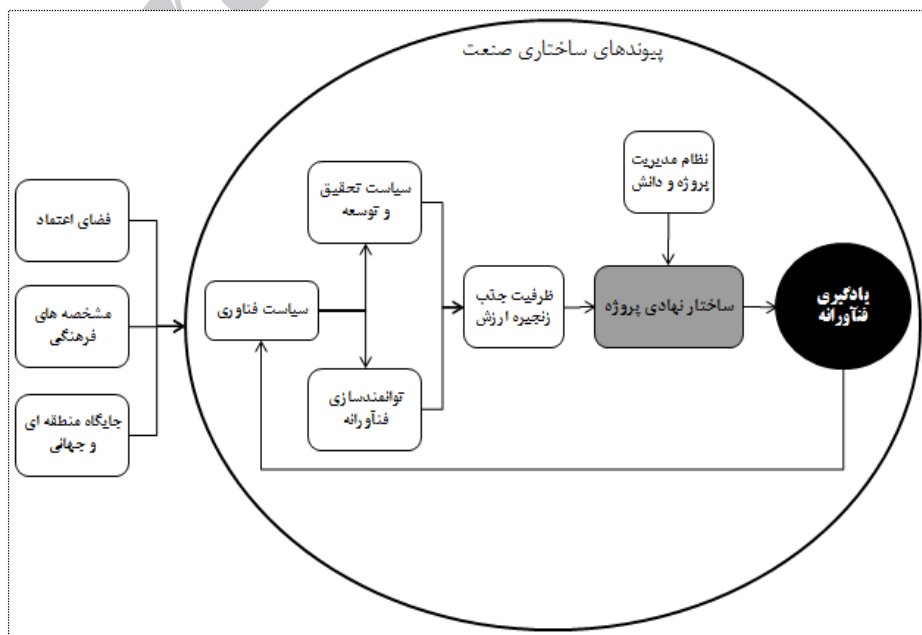 پیوندهای ساختاری صنعت
نظام مدیریت
پروژه و دانش
سیاست تحقیق
و توسعه
فضای اعتماد
مشخصه های
فرهنگی
جایگاه منطقه ای
و جهانی
سیاست فناوری
توانمندسازی
فنآورانه
ظرفیت جذب
زنجیره ارزش
ساختار نهادی پروژه
یادگیری
فنآورانه